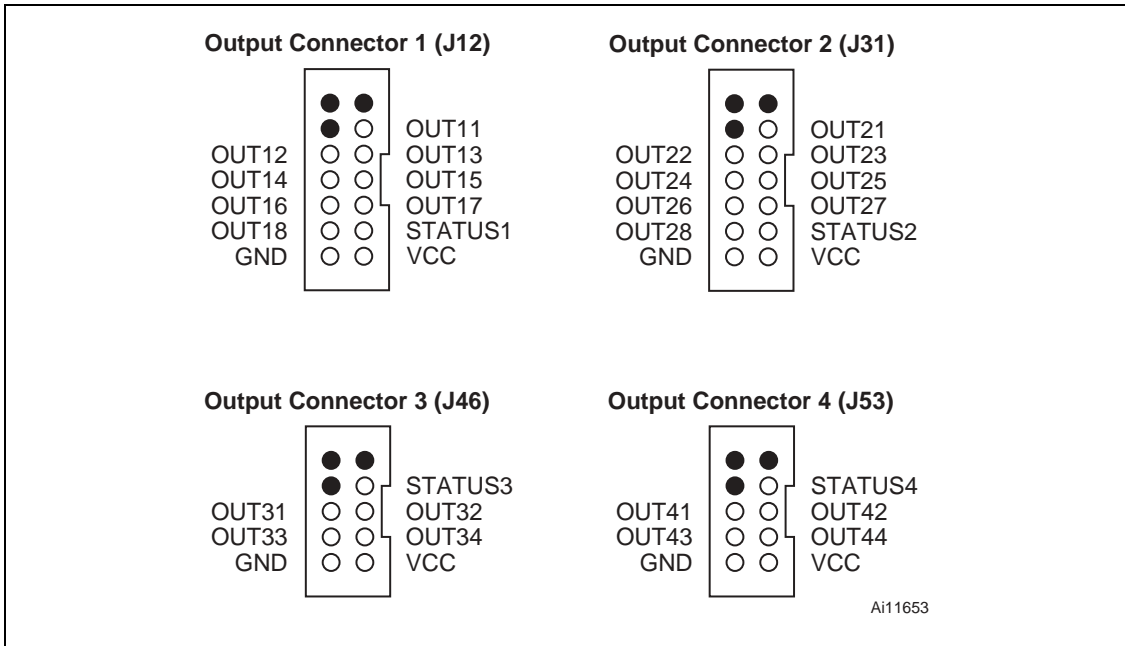 Output Connector 1 (J12)
OUT11
OUT12 OUT13
OUT14 OUT15
OUT16 OUT17
OUT18 STATUS1
GND VCC
Output Connector 2 (J31)
OUT21
OUT22 OUT23
OUT24 OUT25
OUT26 OUT27
OUT28 STATUS2
GND VCC
Output Connector 3 (J46)
STATUS3
OUT31 OUT32
OUT33 OUT34
GND VCC
Output Connector 4 (J53)
STATUS4
OUT41 OUT42
OUT43 OUT44
GND VCC
Ai11653